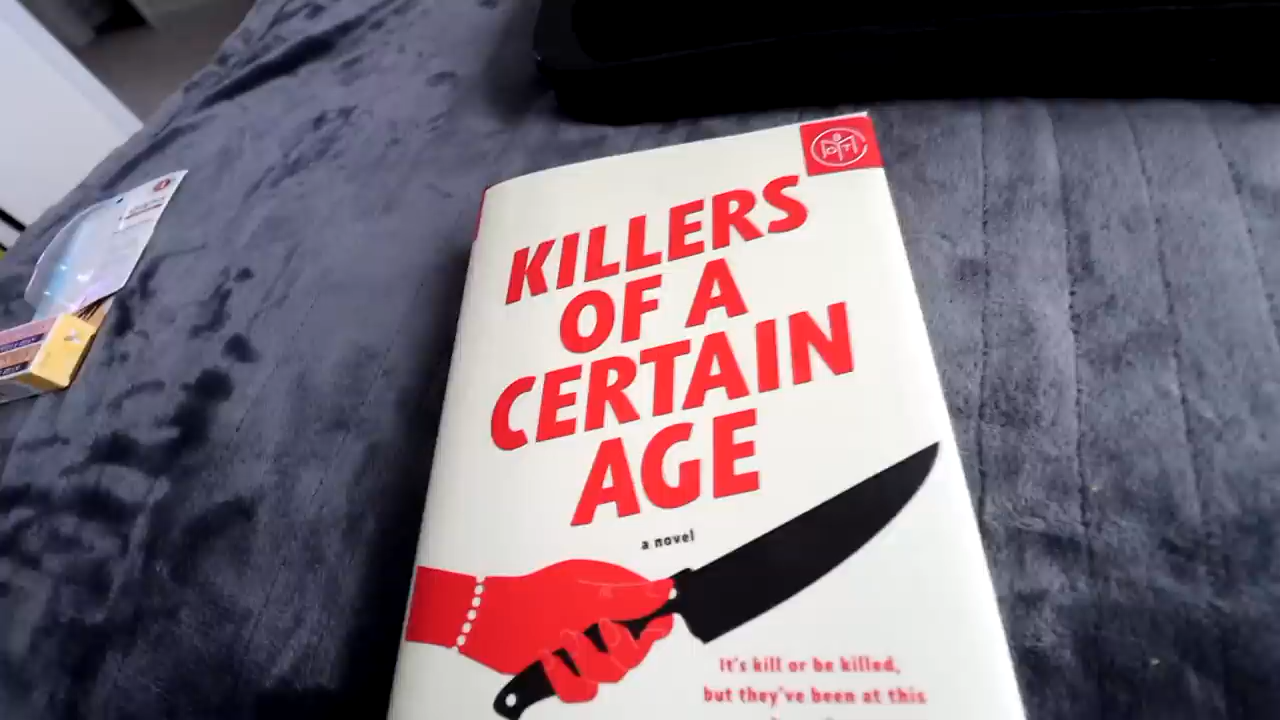 KILLERS
OF A
CERTAIN
AGE
a novel
It's kill or be killed,
but they've been at this